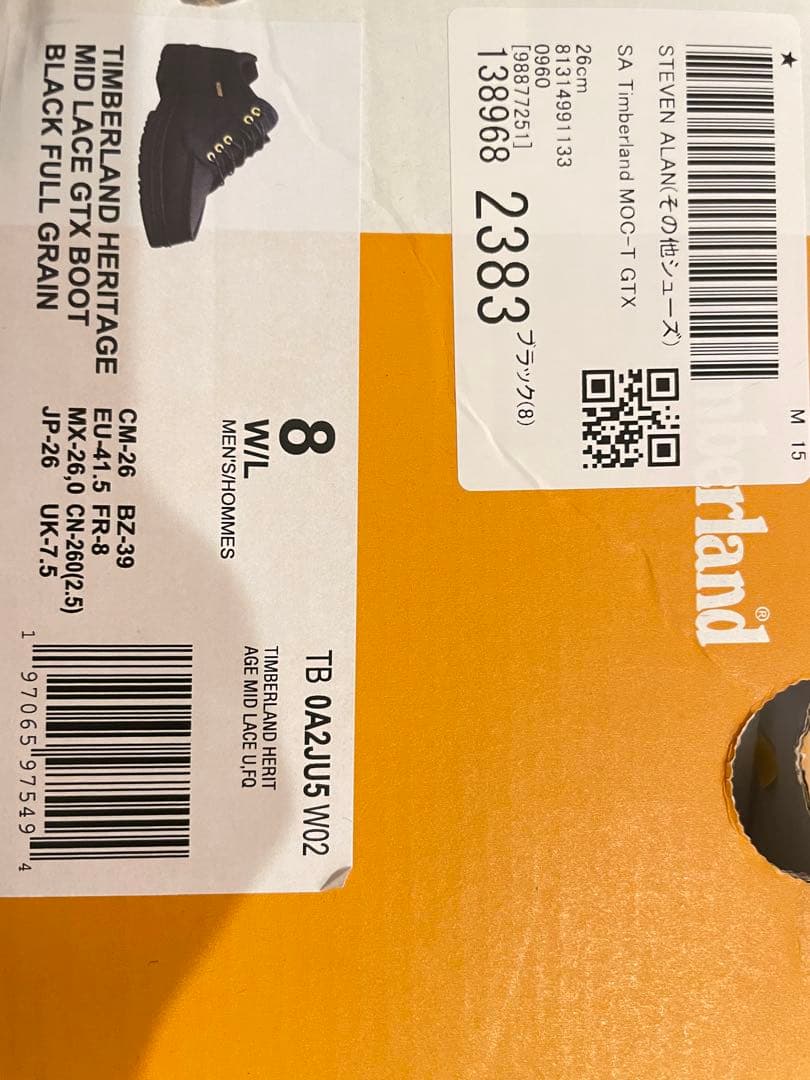 ★
M 15
STEVEN ALAN(その他シューズ)
SA Timberland MOC-T GTX
26cm
81314991133
0960
[98877251]
138968 2383 ブラック(8)
berland®
TIMBERLAND HERITAGE
MID LACE GTX BOOT
BLACK FULL GRAIN
8
W/L
MEN'S/HOMMES
CM-26 BZ-39
EU-41.5 FR-8
MX-26,0 CN-260(2.5)
JP-26 UK-7.5
TB 0A2JU5 W02
TIMBERLAND HERIT
AGE MID LACE U,FQ
1 97065 97549 4